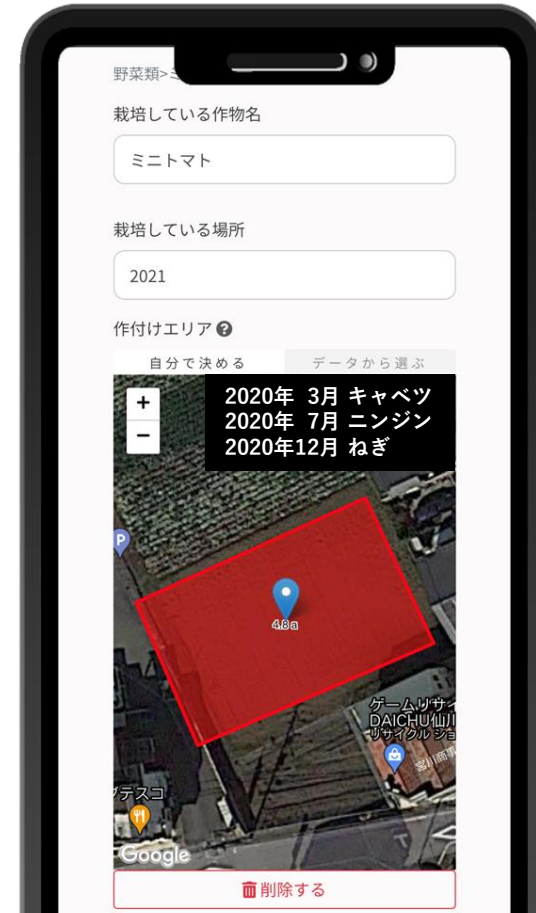 野菜類>ミ
栽培している作物名
ミニトマト
栽培している場所
2021
作付けエリア ?
自分で決める データから選ぶ
+
−
2020年 3月 キャベツ
2020年 7月 ニンジン
2020年12月 ねぎ
P
4.8a
ゲームリサイ
DAICHU仙川
リサイクル ショ
宮川商事
テスコ
Google
削除する